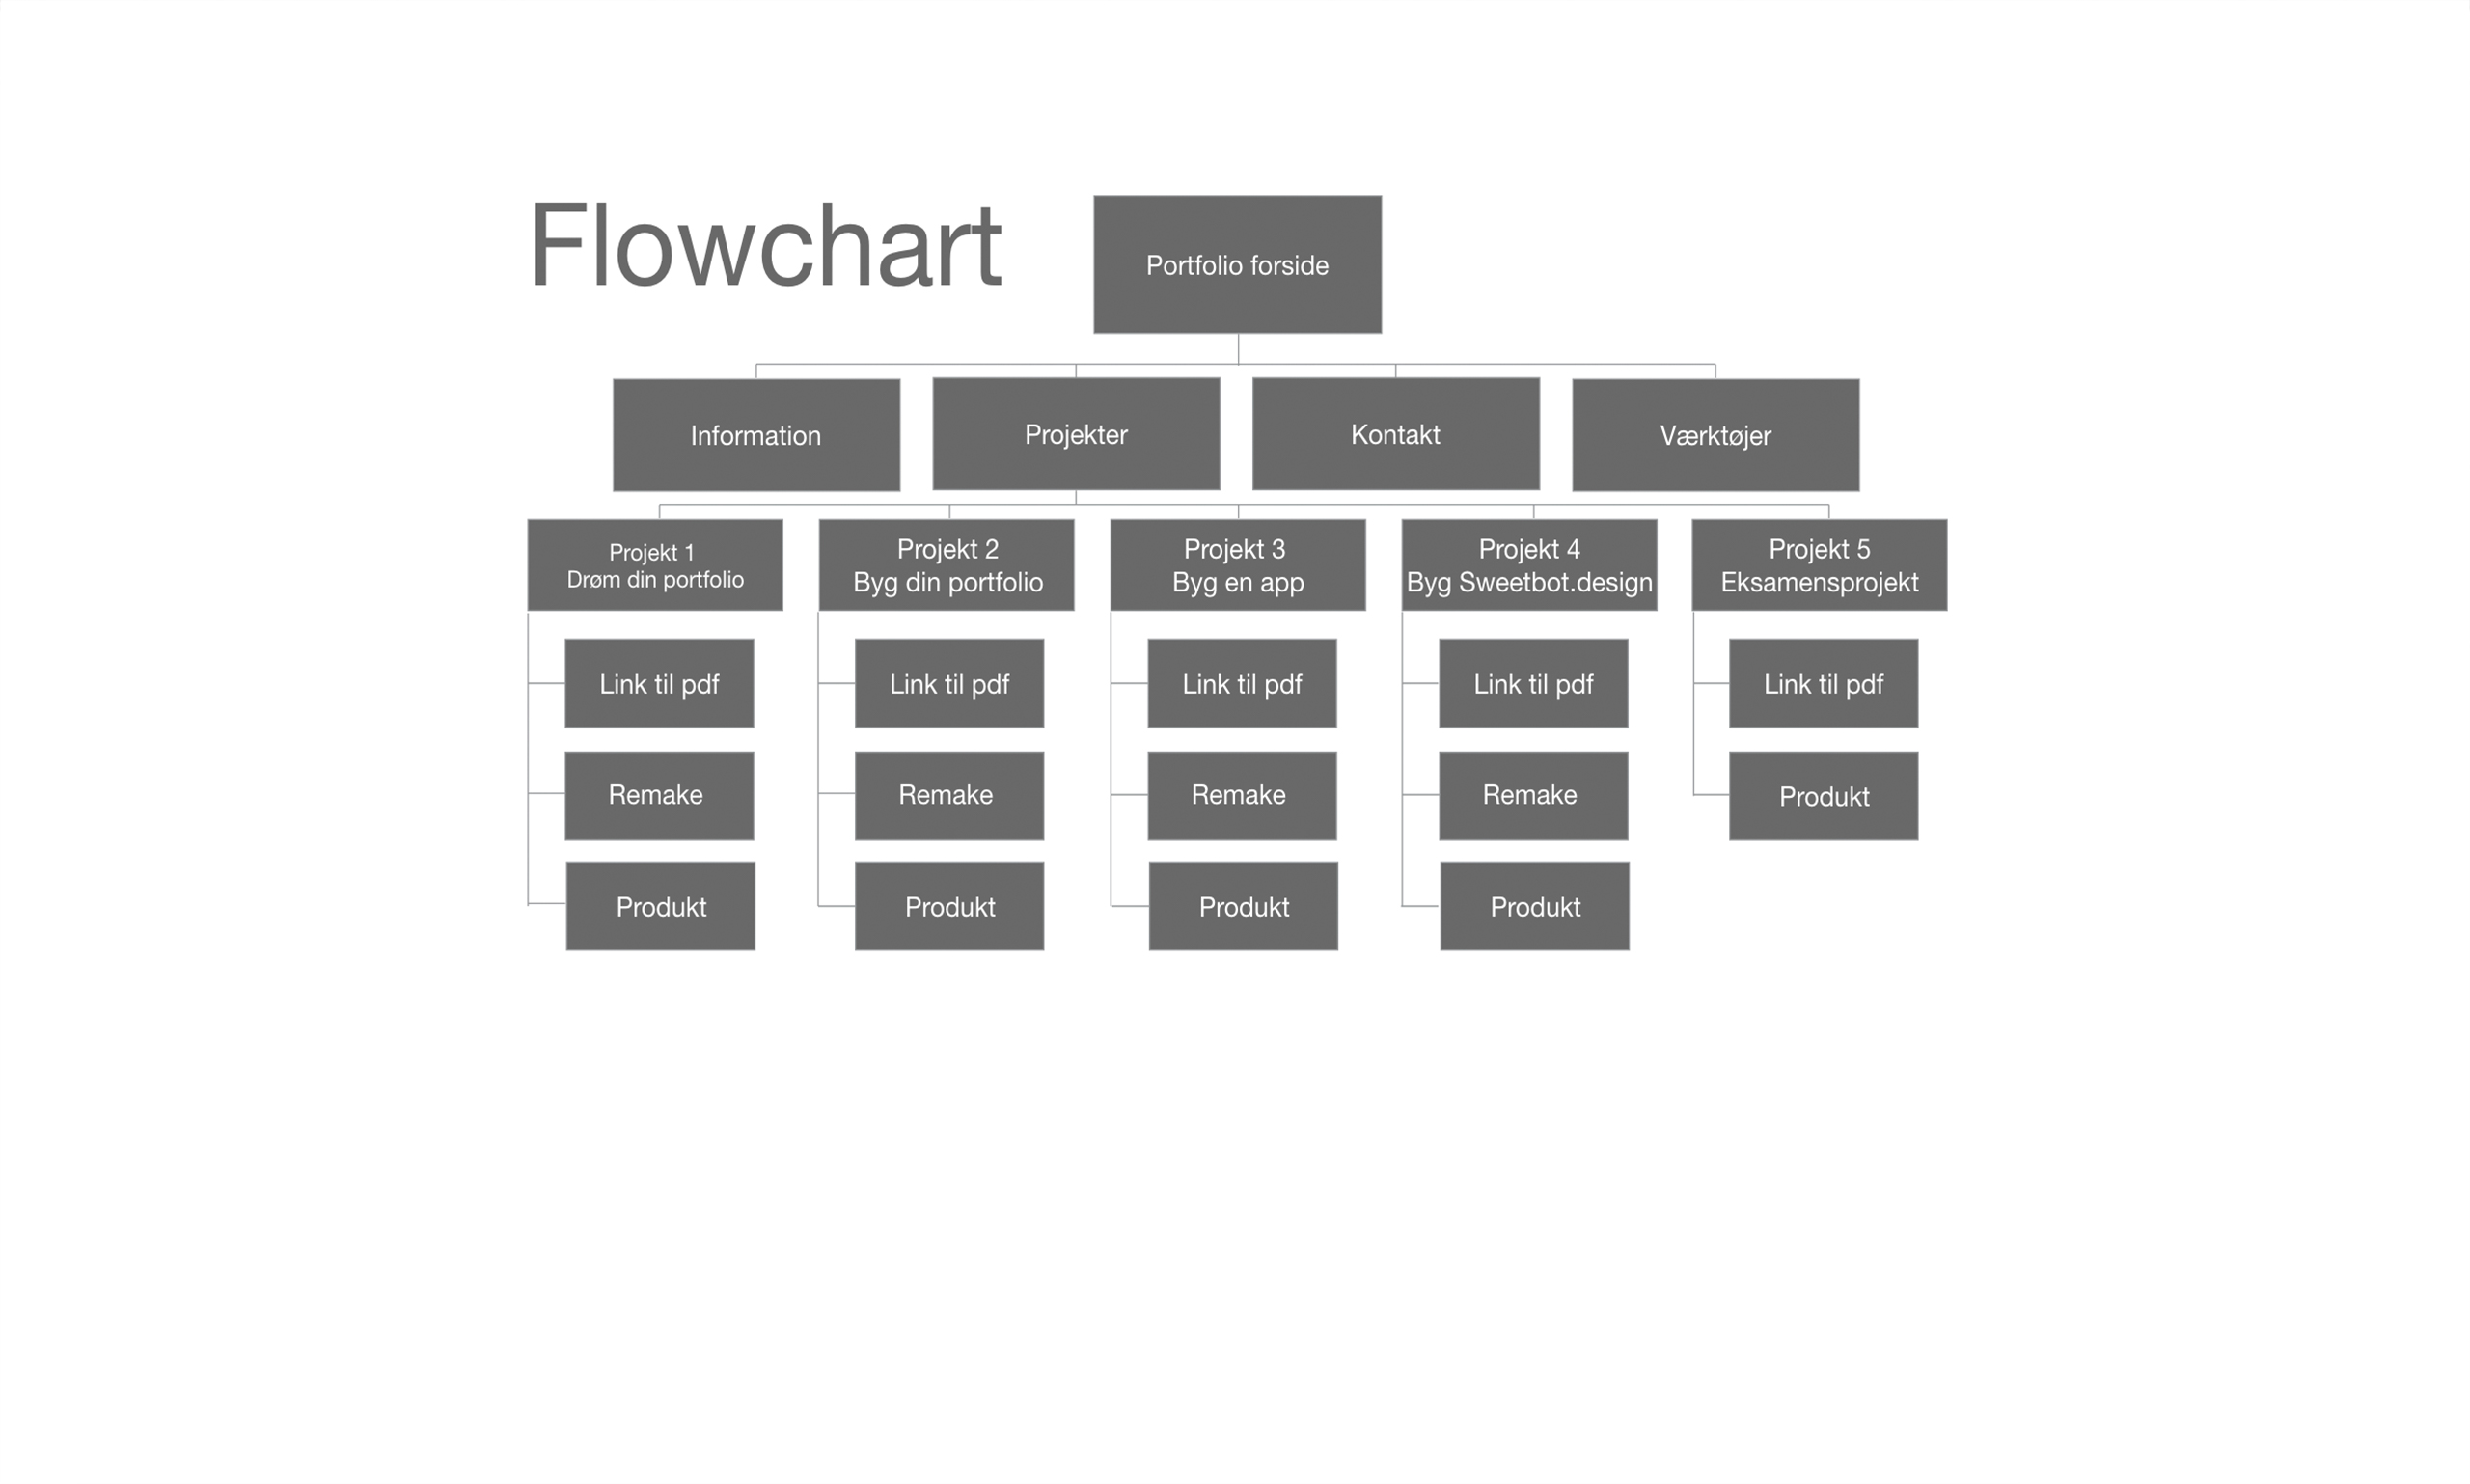 Flowchart
Portfolio forside
Information
Projekter
Kontakt
Værktøjer
Projekt 1
Drøm din portfolio
Projekt 2
Byg din portfolio
Projekt 3
Byg en app
Projekt 4
Byg Sweetbot.design
Projekt 5
Eksamensprojekt
Link til pdf
Link til pdf
Link til pdf
Link til pdf
Link til pdf
Remake
Remake
Remake
Remake
Produkt
Produkt
Produkt
Produkt
Produkt